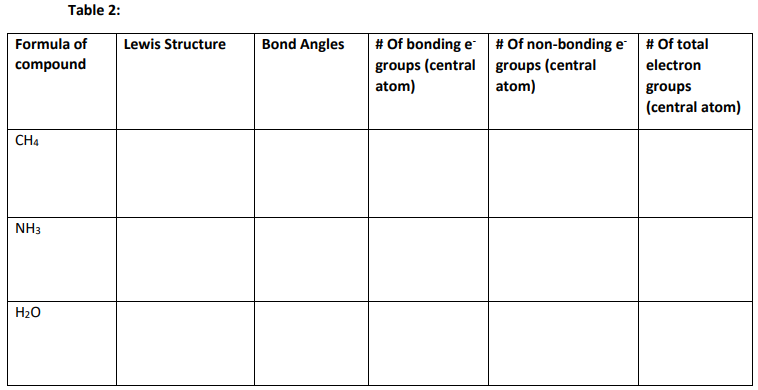 Table 2:
Formula of compound
Lewis Structure
Bond Angles
# Of bonding e⁻ groups (central atom)
# Of non-bonding e⁻ groups (central atom)
# Of total electron groups (central atom)
CH₄
NH₃
H₂O